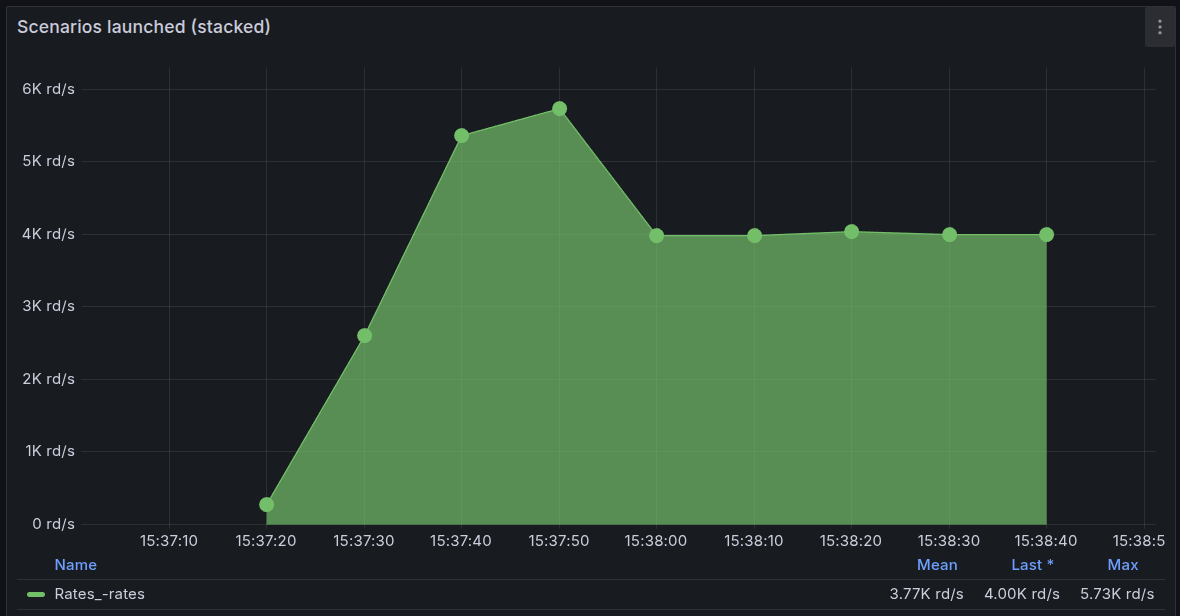 Scenarios launched (stacked)
6K rd/s
5K rd/s
4K rd/s
3K rd/s
2K rd/s
1K rd/s
0 rd/s
15:37:10 15:37:20 15:37:30 15:37:40 15:37:50 15:38:00 15:38:10 15:38:20 15:38:30 15:38:40 15:38:5
Name Mean Last * Max
Rates_-rates 3.77K rd/s 4.00K rd/s 5.73K rd/s